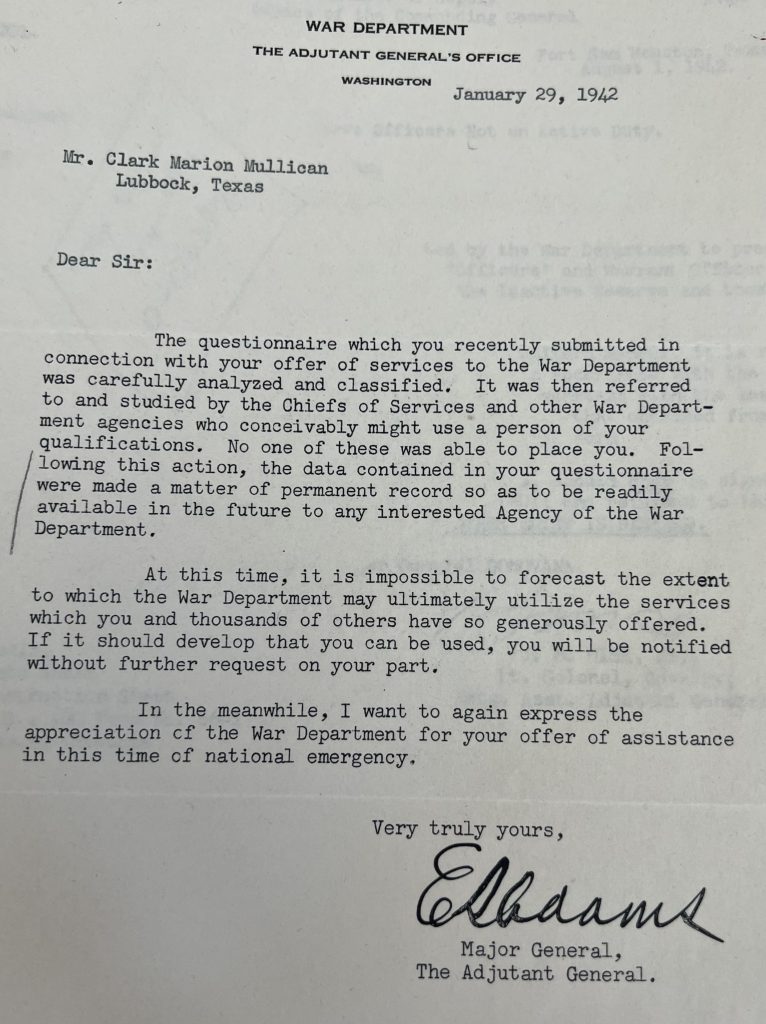 WAR DEPARTMENT
THE ADJUTANT GENERAL'S OFFICE
WASHINGTON
January 29, 1942
Mr. Clark Marion Mullican
Lubbock, Texas
Dear Sir:
The questionnaire which you recently submitted in
connection with your offer of services to the War Department
was carefully analyzed and classified. It was then referred
to and studied by the Chiefs of Services and other War Depart-
ment agencies who conceivably might use a person of your
qualifications. No one of these was able to place you. Fol-
lowing this action, the data contained in your questionnaire
were made a matter of permanent record so as to be readily
available in the future to any interested Agency of the War
Department.
At this time, it is impossible to forecast the extent
to which the War Department may ultimately utilize the services
which you and thousands of others have so generously offered.
If it should develop that you can be used, you will be notified
without further request on your part.
In the meanwhile, I want to again express the
appreciation of the War Department for your offer of assistance
in this time of national emergency.
Very truly yours,
ESAdams
Major General,
The Adjutant General.